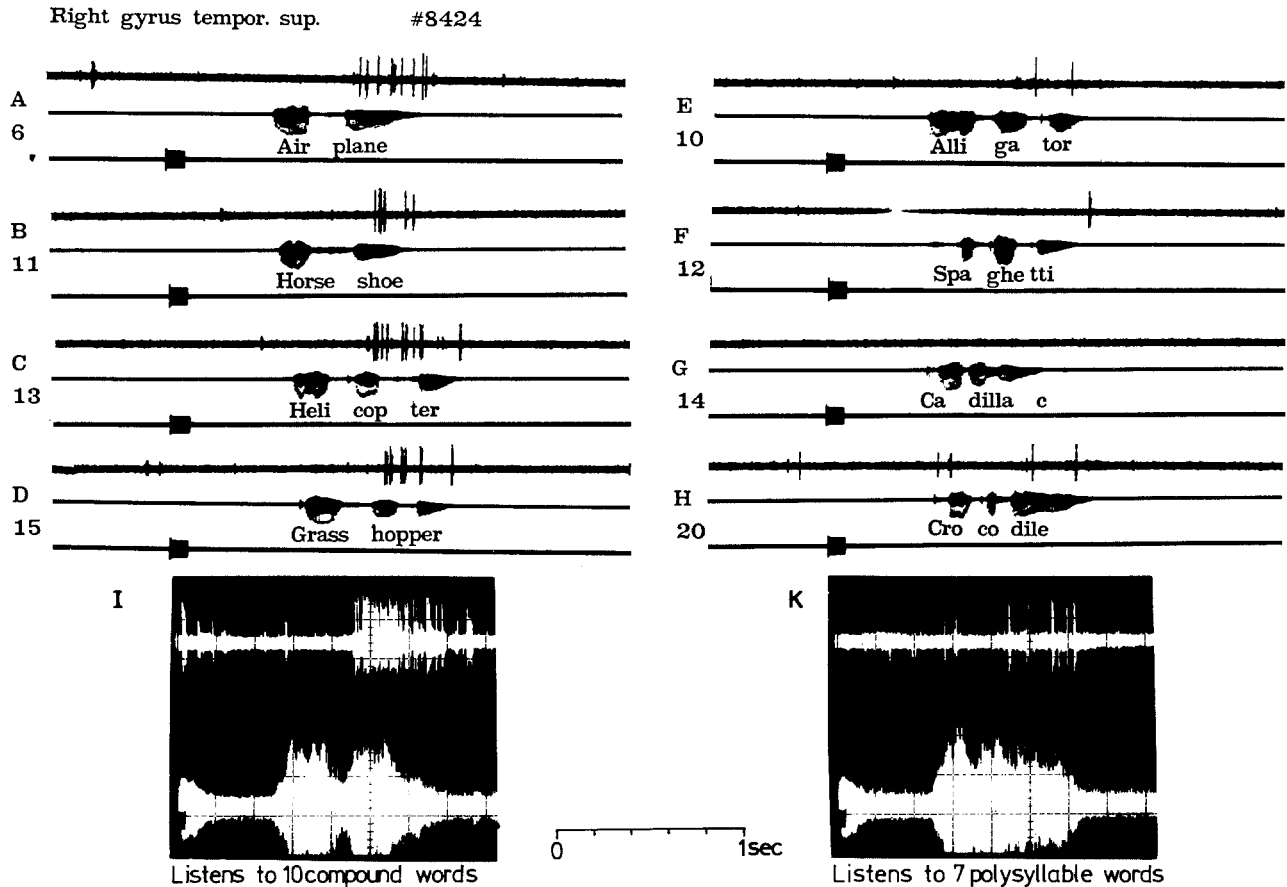 Right gyrus tempor. sup. #8424
A
6
Air plane
B
11
Horse shoe
C
13
Heli cop ter
D
15
Grass hopper
E
10
Alli ga tor
F
12
Spa ghe tti
G
14
Ca dilla c
H
20
Cro co dile
I
Listens to 10 compound words
0 1sec
K
Listens to 7 polysyllable words